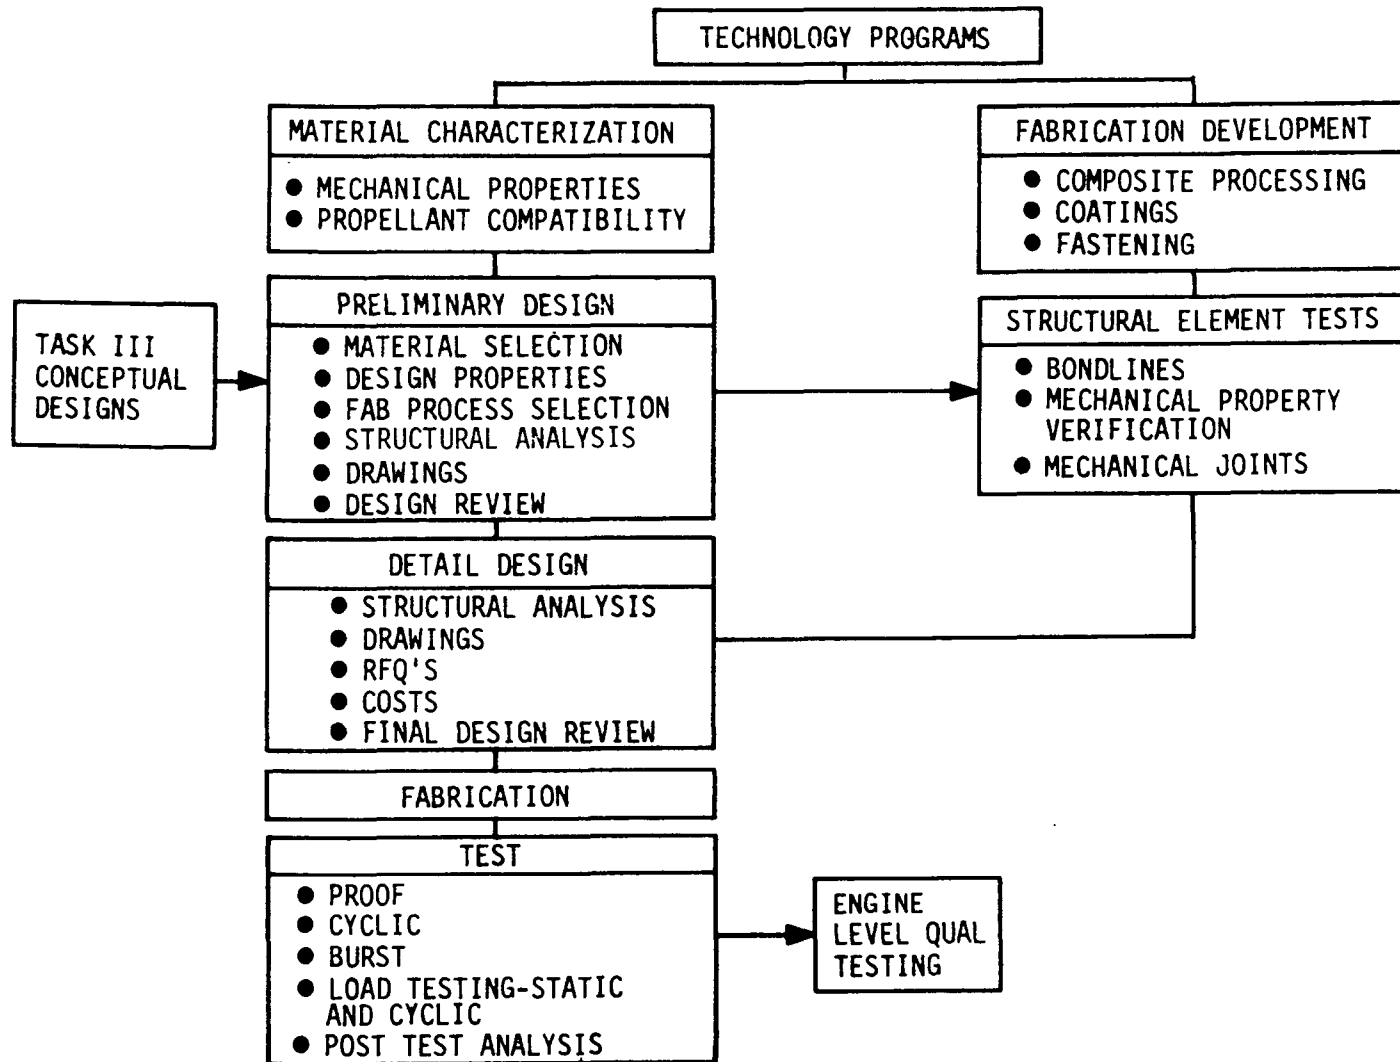 TECHNOLOGY PROGRAMS
MATERIAL CHARACTERIZATION
● MECHANICAL PROPERTIES
● PROPELLANT COMPATIBILITY
FABRICATION DEVELOPMENT
● COMPOSITE PROCESSING
● COATINGS
● FASTENING
TASK III
CONCEPTUAL
DESIGNS
PRELIMINARY DESIGN
● MATERIAL SELECTION
● DESIGN PROPERTIES
● FAB PROCESS SELECTION
● STRUCTURAL ANALYSIS
● DRAWINGS
● DESIGN REVIEW
STRUCTURAL ELEMENT TESTS
● BONDLINES
● MECHANICAL PROPERTY
VERIFICATION
● MECHANICAL JOINTS
DETAIL DESIGN
● STRUCTURAL ANALYSIS
● DRAWINGS
● RFQ'S
● COSTS
● FINAL DESIGN REVIEW
FABRICATION
TEST
● PROOF
● CYCLIC
● BURST
● LOAD TESTING-STATIC
AND CYCLIC
● POST TEST ANALYSIS
ENGINE
LEVEL QUAL
TESTING